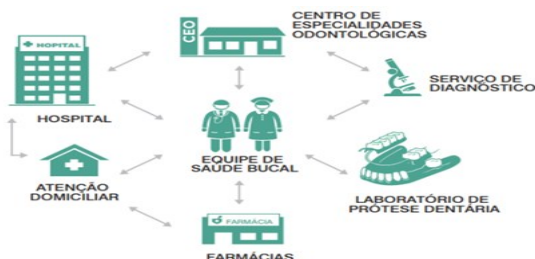 CENTRO DE
ESPECIALIDADES
ODONTOLÓGICAS
CEO
HOPITAL
HOSPITAL
SERVIÇO DE
DIAGNÓSTICO
EQUIPE DE
SAÚDE BUCAL
ATENÇÃO
DOMICILIAR
LABORATÓRIO DE
PRÓTESE DENTÁRIA
FARMÁCIA
FARMÁCIAS